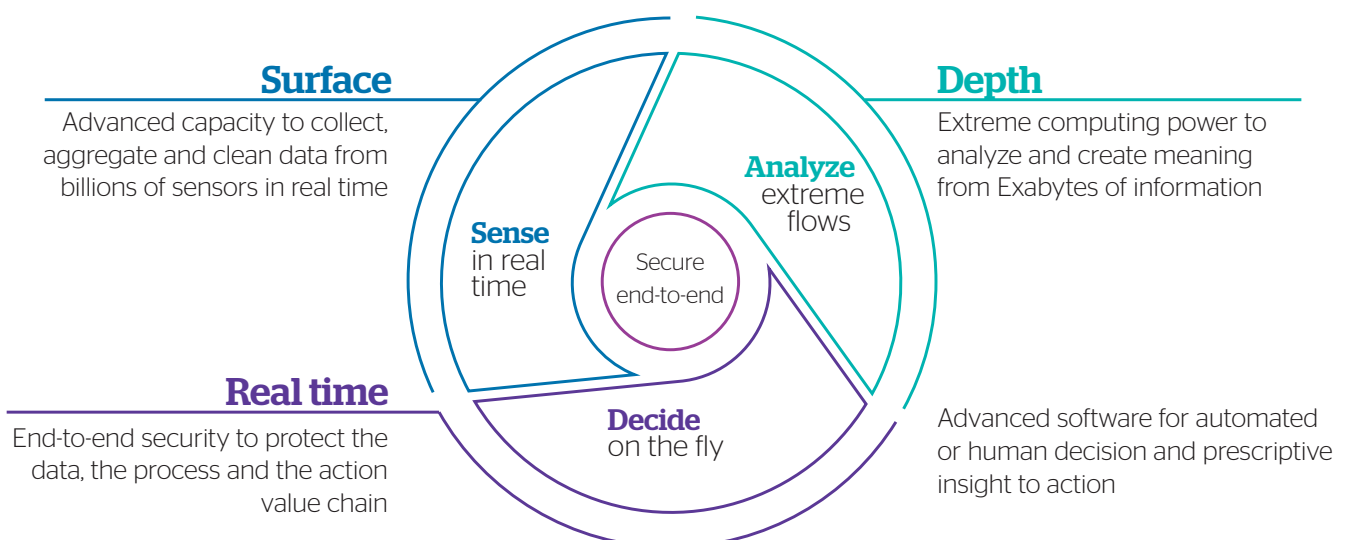 Surface
Advanced capacity to collect,
aggregate and clean data from
billions of sensors in real time
Depth
Extreme computing power to
analyze and create meaning
from Exabytes of information
Analyze
extreme
flows
Sense
in real
time
Secure
end-to-end
Decide
on the fly
Real time
End-to-end security to protect the
data, the process and the action
value chain
Advanced software for automated
or human decision and prescriptive
insight to action